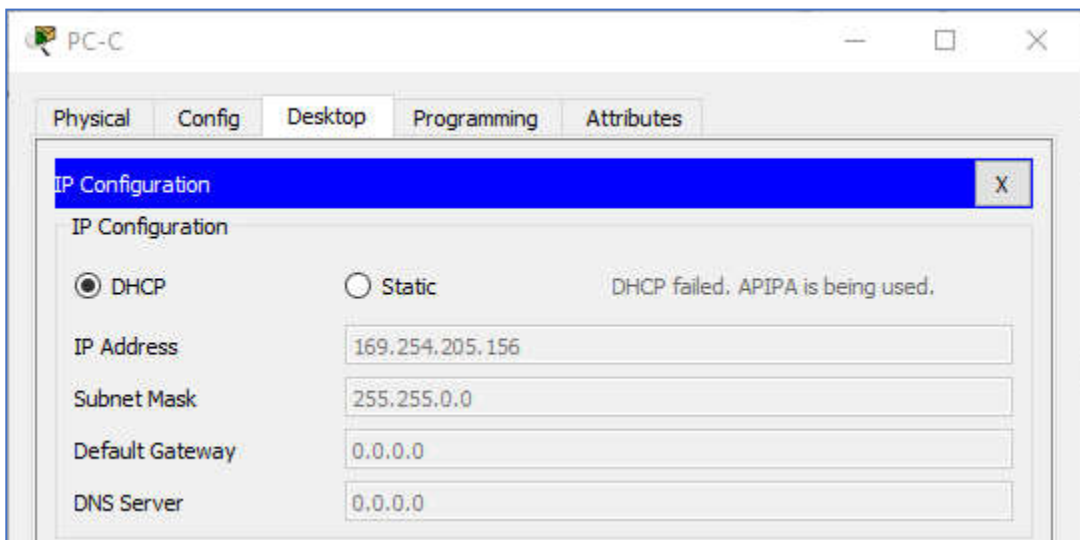 PC-C
Physical Config Desktop Programming Attributes
IP Configuration X
IP Configuration
DHCP Static DHCP failed. APIPA is being used.
IP Address 169.254.205.156
Subnet Mask 255.255.0.0
Default Gateway 0.0.0.0
DNS Server 0.0.0.0